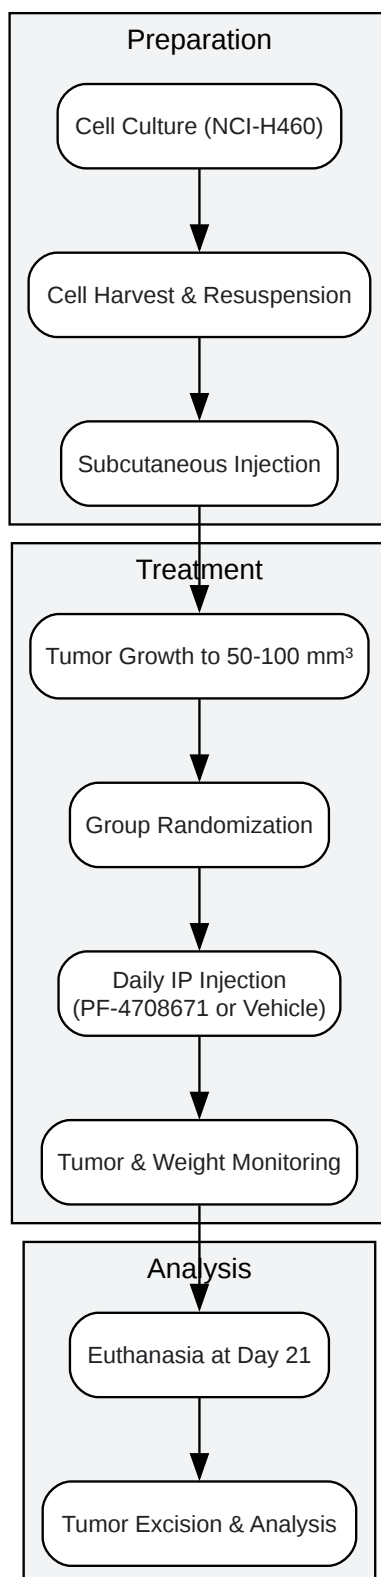 Preparation
Cell Culture (NCI-H460)
Cell Harvest & Resuspension
Subcutaneous Injection
Treatment
Tumor Growth to 50-100 mm³
Group Randomization
Daily IP Injection
(PF-4708671 or Vehicle)
Tumor & Weight Monitoring
Analysis
Euthanasia at Day 21
Tumor Excision & Analysis